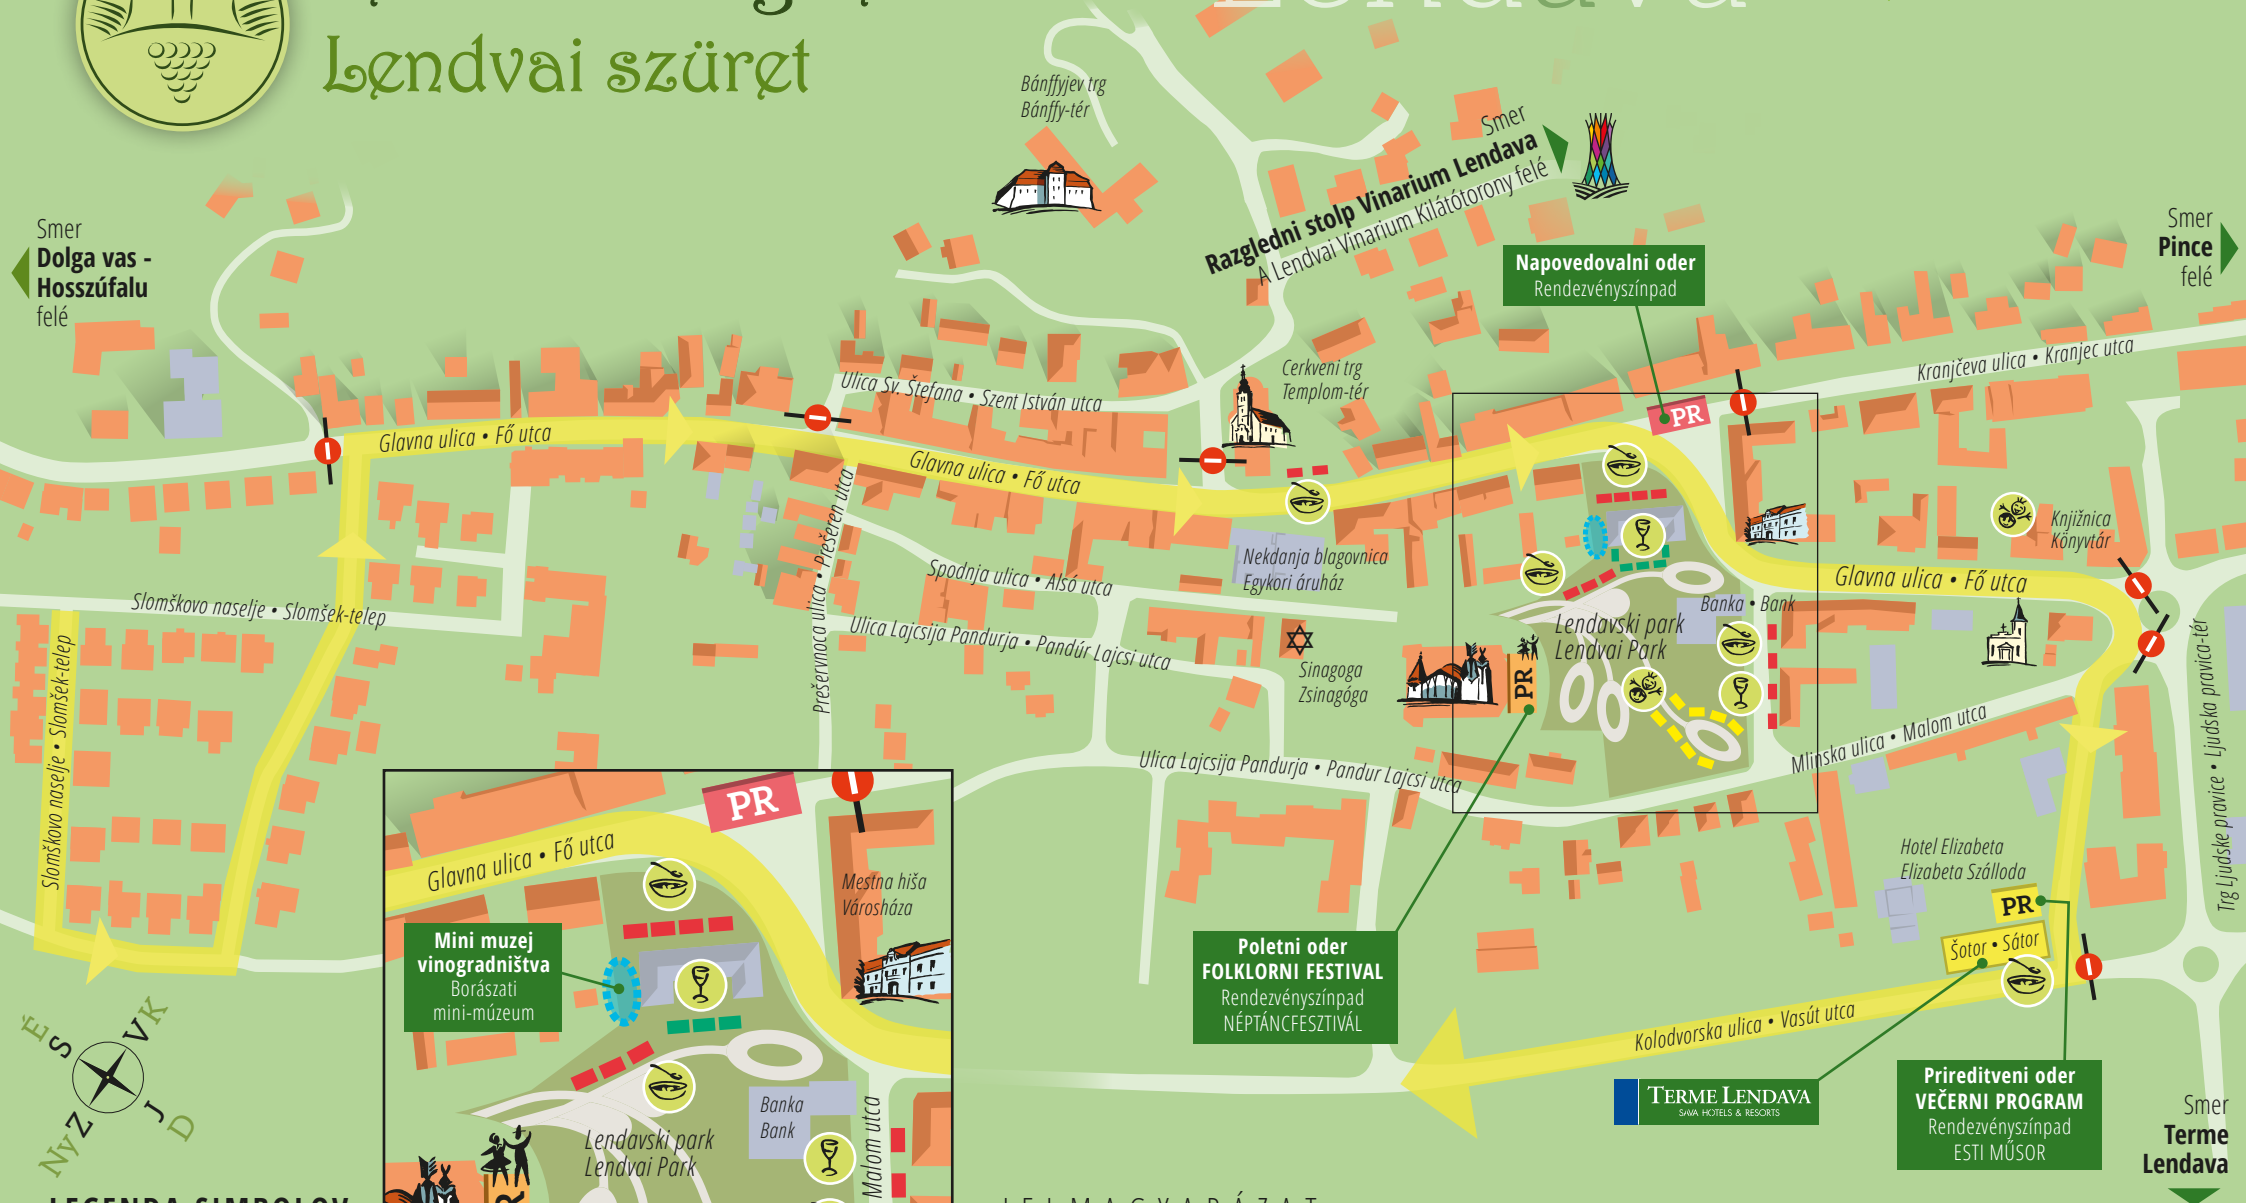 Lendvai szüret
Bánffyjev trg
Bánffy-tér
Smer
Razgledni stolp Vinarium Lendava
A Lendvai Vinarium Kilátótorony felé
Smer
Dolga vas -
Hosszúfalu
felé
Smer
Pince
felé
Napovedovalni oder
Rendezvényszínpad
Cerkveni trg
Templom-tér
Kranjčeva ulica • Kranjec utca
Ulica Sv. Štefana • Szent István utca
PR
Glavna ulica • Fő utca
Glavna ulica • Fő utca
Prešernova ulica • Prešeren utca
Knjižnica
Könyvtár
Nekdanja blagovnica
Egykori áruház
Spodnja ulica • Alsó utca
Glavna ulica • Fő utca
Banka • Bank
Slomškovo naselje • Slomšek-telep
Slomškovo naselje • Slomšek-telep
Ulica Lajcsija Pandurja • Pandúr Lajcsi utca
Lendavski park
Lendvai Park
Sinagoga
Zsinagóga
PR
Trg Ljudske pravice • Ljudska pravica-tér
Mlinska ulica • Malom utca
Ulica Lajcsija Pandurja • Pandur Lajcsi utca
PR
Glavna ulica • Fő utca
Mestna hiša
Városháza
Hotel Elizabeta
Elizabeta Szálloda
PR
Šotor • Sátor
Mini muzej
vinogradništva
Borászati
mini-múzeum
Poletni oder
FOLKLORNI FESTIVAL
Rendezvényszínpad
NÉPTÁNCFESZTIVÁL
Kolodvorska ulica • Vasút utca
É
S
V
K
Z
Ny
J
D
TERME LENDAVA
SAVA HOTELS & RESORTS
Prireditveni oder
VEČERNI PROGRAM
Rendezvényszínpad
ESTI MŰSOR
Smer
Terme
Lendava
Banka
Bank
Malom utca
Lendavski park
Lendvai Park
LEGENDA SIMBOLOV
JELMAGYARÁZAT